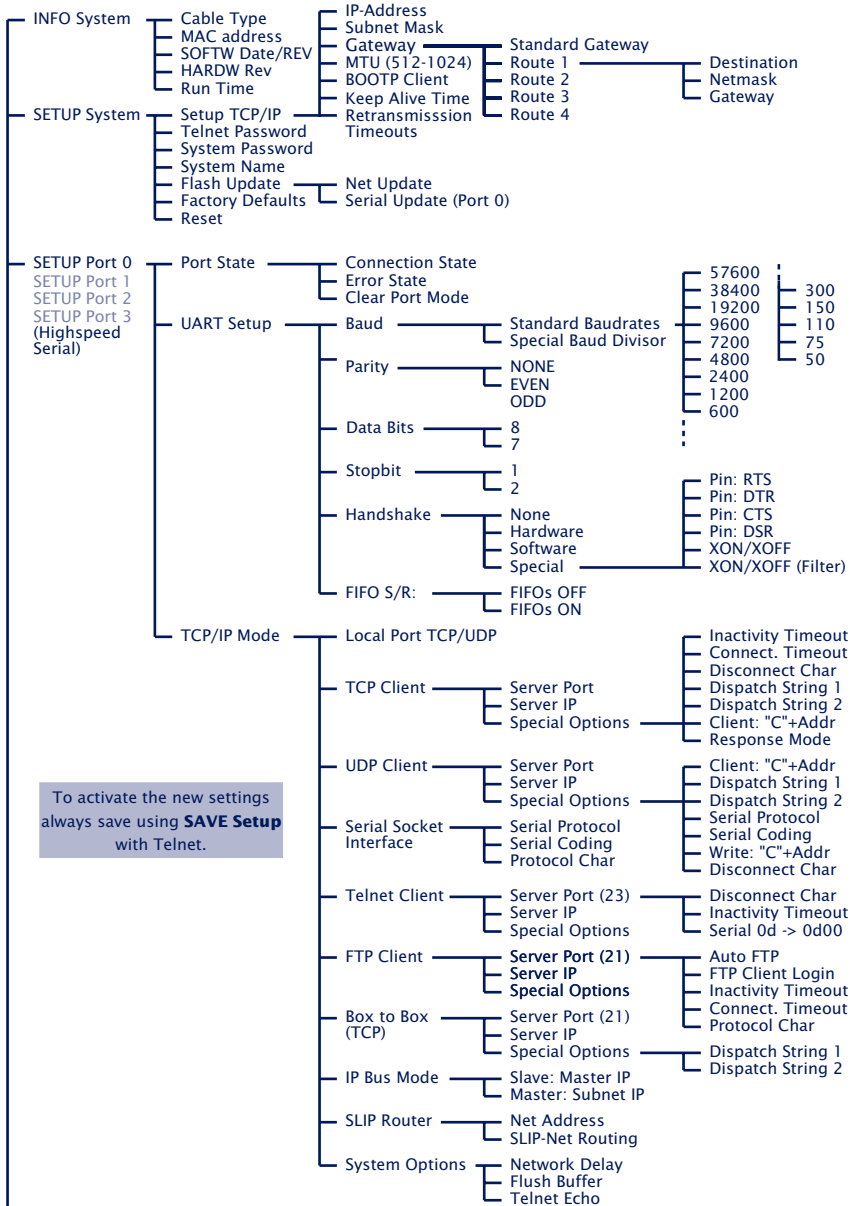 INFO System
Cable Type
MAC address
SOFTW Date/REV
HARDW Rev
Run Time
SETUP System
Setup TCP/IP
IP-Address
Subnet Mask
Gateway
Standard Gateway
Route 1
Destination
Netmask
Gateway
Route 2
Route 3
Route 4
MTU (512-1024)
BOOTP Client
Keep Alive Time
Retransmisssion
Timeouts
Telnet Password
System Password
System Name
Flash Update
Net Update
Serial Update (Port 0)
Factory Defaults
Reset
SETUP Port 0
SETUP Port 1
SETUP Port 2
SETUP Port 3
(Highspeed
Serial)
Port State
Connection State
Error State
Clear Port Mode
UART Setup
Baud
Standard Baudrates
57600
38400
19200
9600
7200
4800
2400
1200
600
300
150
110
75
50
Special Baud Divisor
Parity
NONE
EVEN
ODD
Data Bits
8
7
Stopbit
1
2
Handshake
None
Hardware
Software
Special
Pin: RTS
Pin: DTR
Pin: CTS
Pin: DSR
XON/XOFF
XON/XOFF (Filter)
FIFO S/R:
FIFOs OFF
FIFOs ON
TCP/IP Mode
Local Port TCP/UDP
TCP Client
Server Port
Server IP
Special Options
Inactivity Timeout
Connect. Timeout
Disconnect Char
Dispatch String 1
Dispatch String 2
Client: "C"+Addr
Response Mode
UDP Client
Server Port
Server IP
Special Options
Client: "C"+Addr
Dispatch String 1
Dispatch String 2
Serial Protocol
Serial Coding
Write: "C"+Addr
Disconnect Char
Serial Socket
Interface
Serial Protocol
Serial Coding
Protocol Char
Telnet Client
Server Port (23)
Server IP
Special Options
Disconnect Char
Inactivity Timeout
Serial 0d -> 0d00
FTP Client
Server Port (21)
Server IP
Special Options
Auto FTP
FTP Client Login
Inactivity Timeout
Connect. Timeout
Protocol Char
Box to Box
(TCP)
Server Port (21)
Server IP
Special Options
Dispatch String 1
Dispatch String 2
IP Bus Mode
Slave: Master IP
Master: Subnet IP
SLIP Router
Net Address
SLIP-Net Routing
System Options
Network Delay
Flush Buffer
Telnet Echo
To activate the new settings
always save using SAVE Setup
with Telnet.